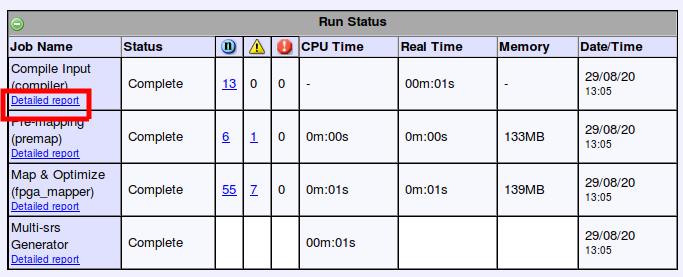 Run Status
Job Name Status n ! ! CPU Time Real Time Memory Date/Time
Compile Input
(compiler)
Detailed report
Complete 13 0 0 - 00m:01s - 29/08/20
13:05
Pre-mapping
(premap)
Detailed report
Complete 6 1 0 0m:00s 0m:00s 133MB 29/08/20
13:05
Map & Optimize
(fpga_mapper)
Detailed report
Complete 55 7 0 0m:01s 0m:01s 139MB 29/08/20
13:05
Multi-srs
Generator
Detailed report
Complete 00m:01s 29/08/20
13:05